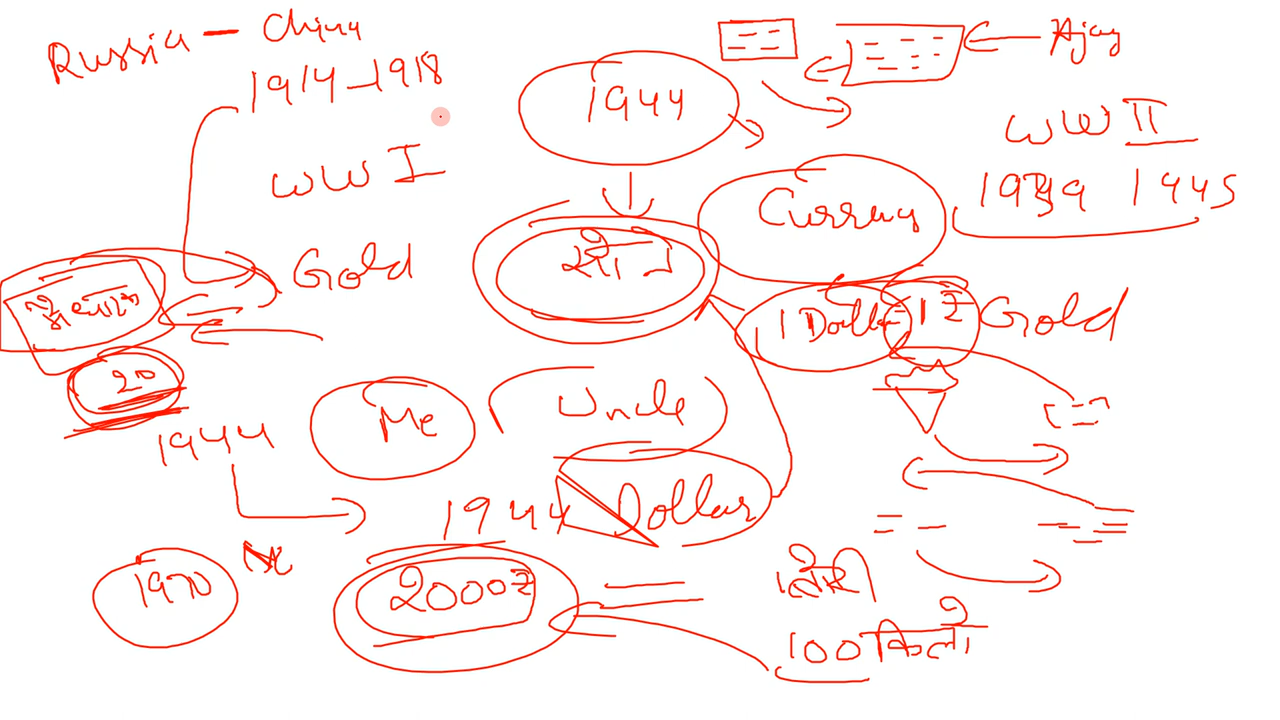 Russia - China
1914-1918
WW I
1944
Ajay
WW II
1939 1945
Currency
Gold
1 Dollar = 1 ₹ Gold
20
1944
Me
Uncle
1944 Dollar
1970
2000₹
100 किलो